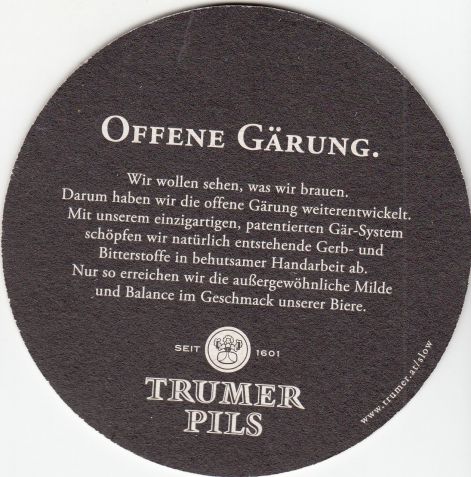 OFFENE GÄRUNG.
Wir wollen sehen, was wir brauen.
Darum haben wir die offene Gärung weiterentwickelt.
Mit unserem einzigartigen, patentierten Gär-System
schöpfen wir natürlich entstehende Gerb- und
Bitterstoffe in behutsamer Handarbeit ab.
Nur so erreichen wir die außergewöhnliche Milde
und Balance im Geschmack unserer Biere.
SEIT 1601
TRUMER
PILS
www.trumer.at/slow